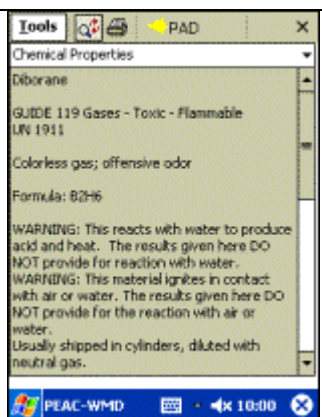 Tools PAD
Chemical Properties
Diborane
GUIDE 119 Gases - Toxic - Flammable
UN 1911
Colorless gas; offensive odor
Formula: B2H6
WARNING: This reacts with water to produce
acid and heat. The results given here DO
NOT provide for reaction with water.
WARNING: This material ignites in contact
with air or water. The results given here DO
NOT provide for the reaction with air or
water.
Usually shipped in cylinders, diluted with
neutral gas.
PEAC-WMD 10:00